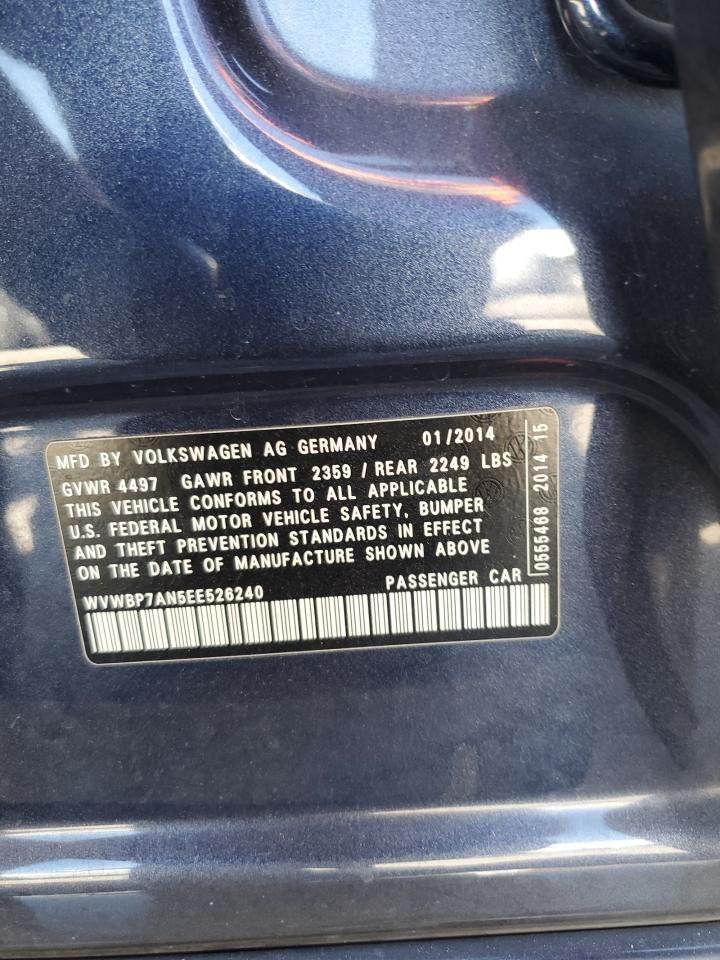 MFD BY VOLKSWAGEN AG GERMANY 01/2014
GVWR 4497 GAWR FRONT 2359 / REAR 2249 LBS
THIS VEHICLE CONFORMS TO ALL APPLICABLE
U.S. FEDERAL MOTOR VEHICLE SAFETY, BUMPER
AND THEFT PREVENTION STANDARDS IN EFFECT
ON THE DATE OF MANUFACTURE SHOWN ABOVE
WVWBP7AN5EE526240 PASSENGER CAR
0555468 2014 15